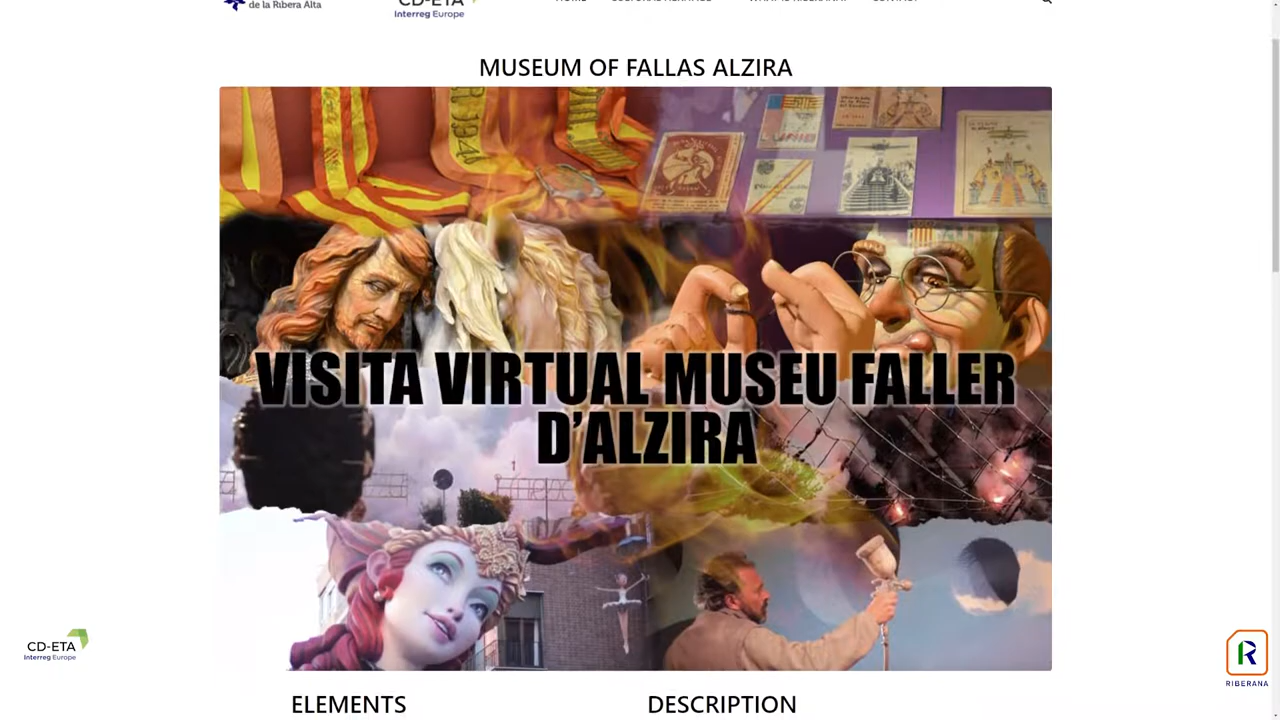 de la Ribera Alta
CD-ETA
Interreg Europe
MUSEUM OF FALLAS ALZIRA
VISITA VIRTUAL MUSEU FALLER
D'ALZIRA
CD-ETA
Interreg Europe
RIBERANA
ELEMENTS
DESCRIPTION